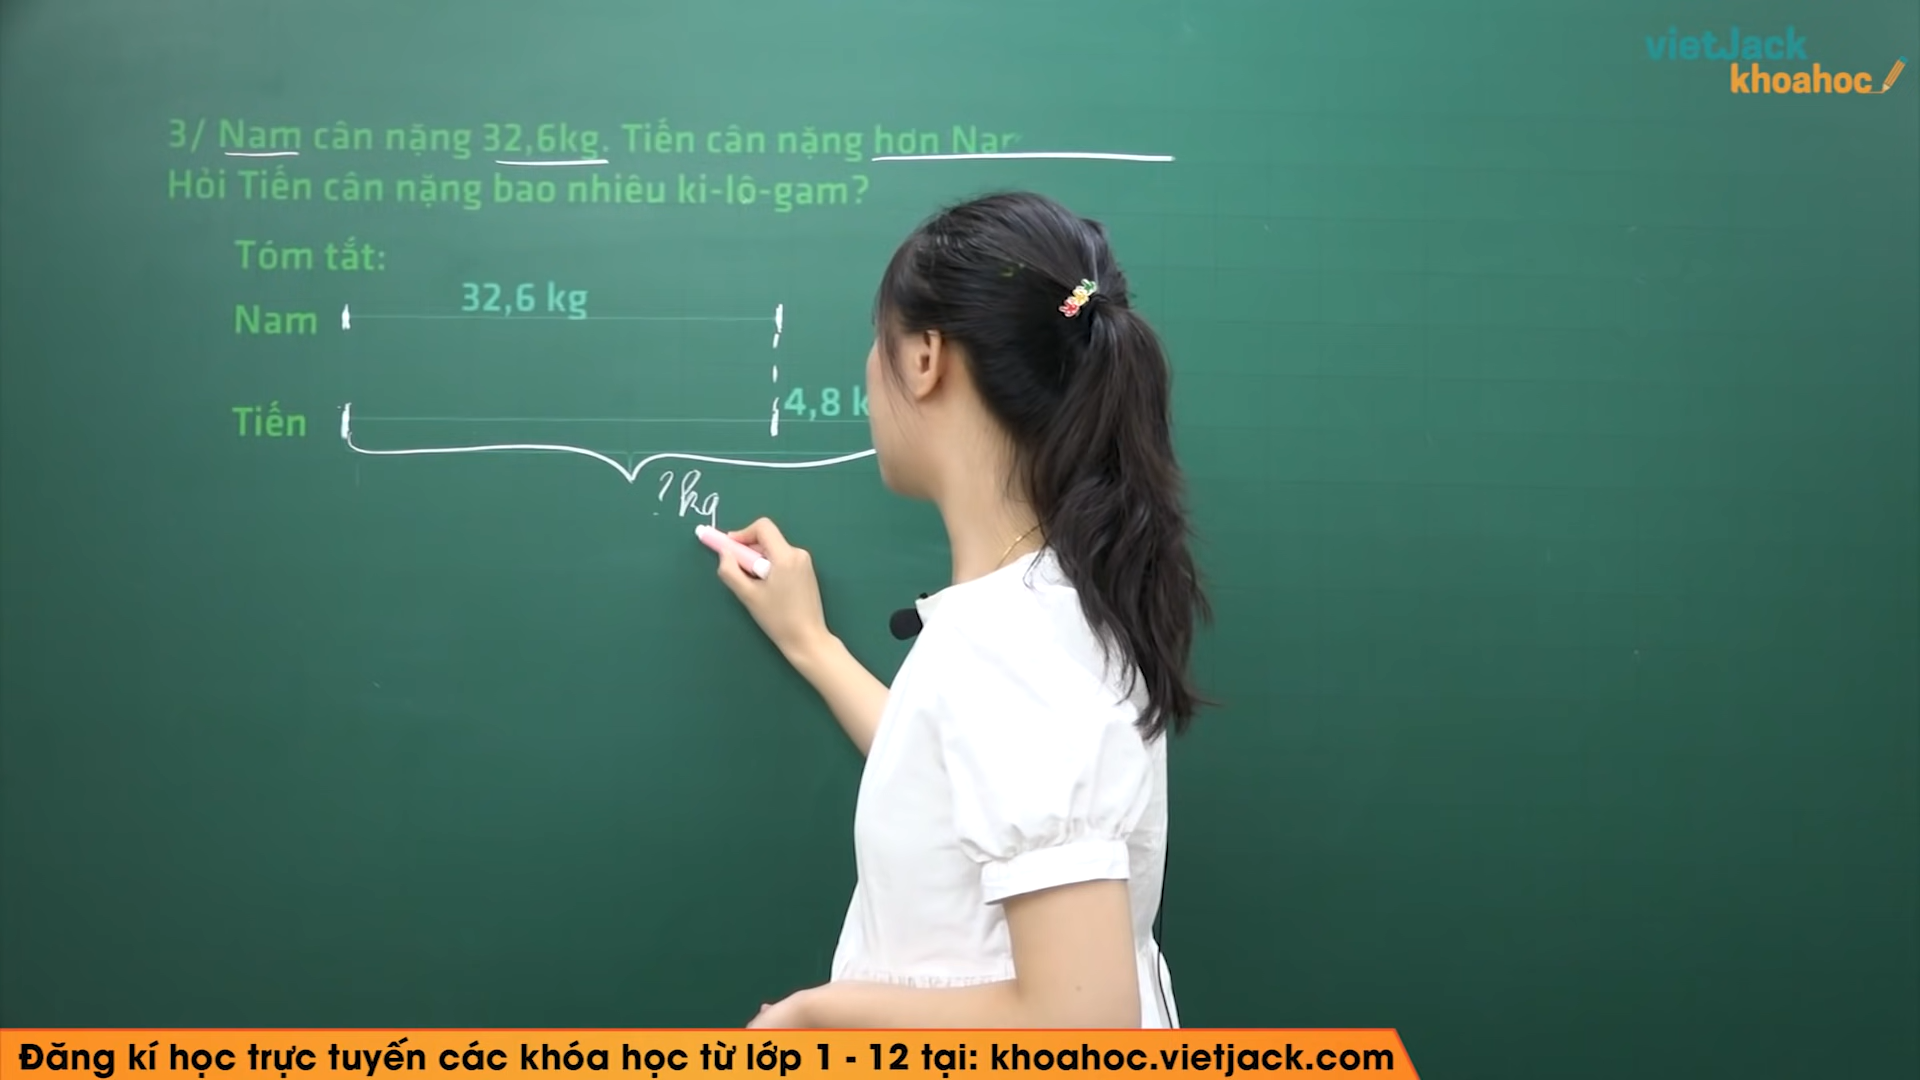 vietJack
khoahoc
3/ Nam cân nặng 32,6kg. Tiến cân nặng hơn
Hỏi Tiến cân nặng bao nhiêu ki-lô-gam?
Tóm tắt:
32,6 kg
Nam
4,8
Tiến
? kg
Đăng kí học trực tuyến các khóa học từ lớp 1 - 12 tại: khoahoc.vietjack.com